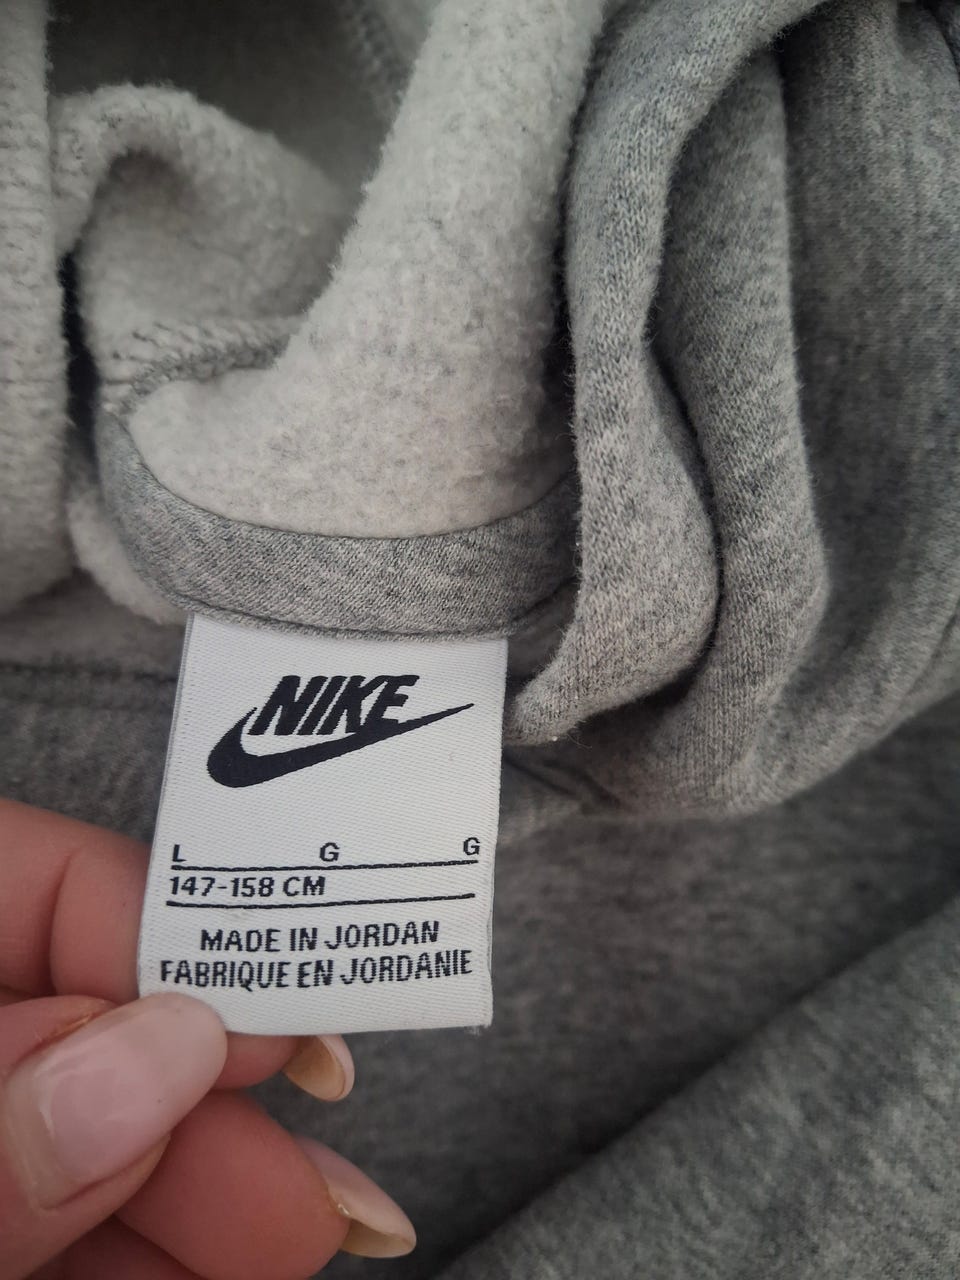 NIKE
L G G
147-158 CM
MADE IN JORDAN
FABRIQUE EN JORDANIE